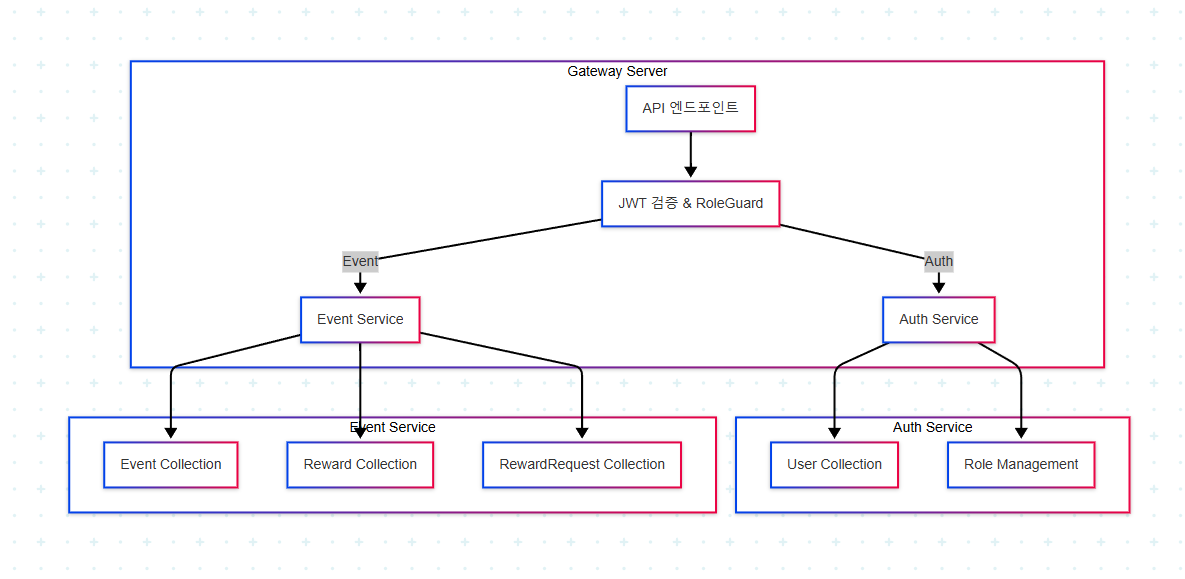 Gateway Server
API 엔드포인트
JWT 검증 & RoleGuard
Event
Auth
Event Service
Auth Service
Event Service
Event Collection
Reward Collection
RewardRequest Collection
Auth Service
User Collection
Role Management